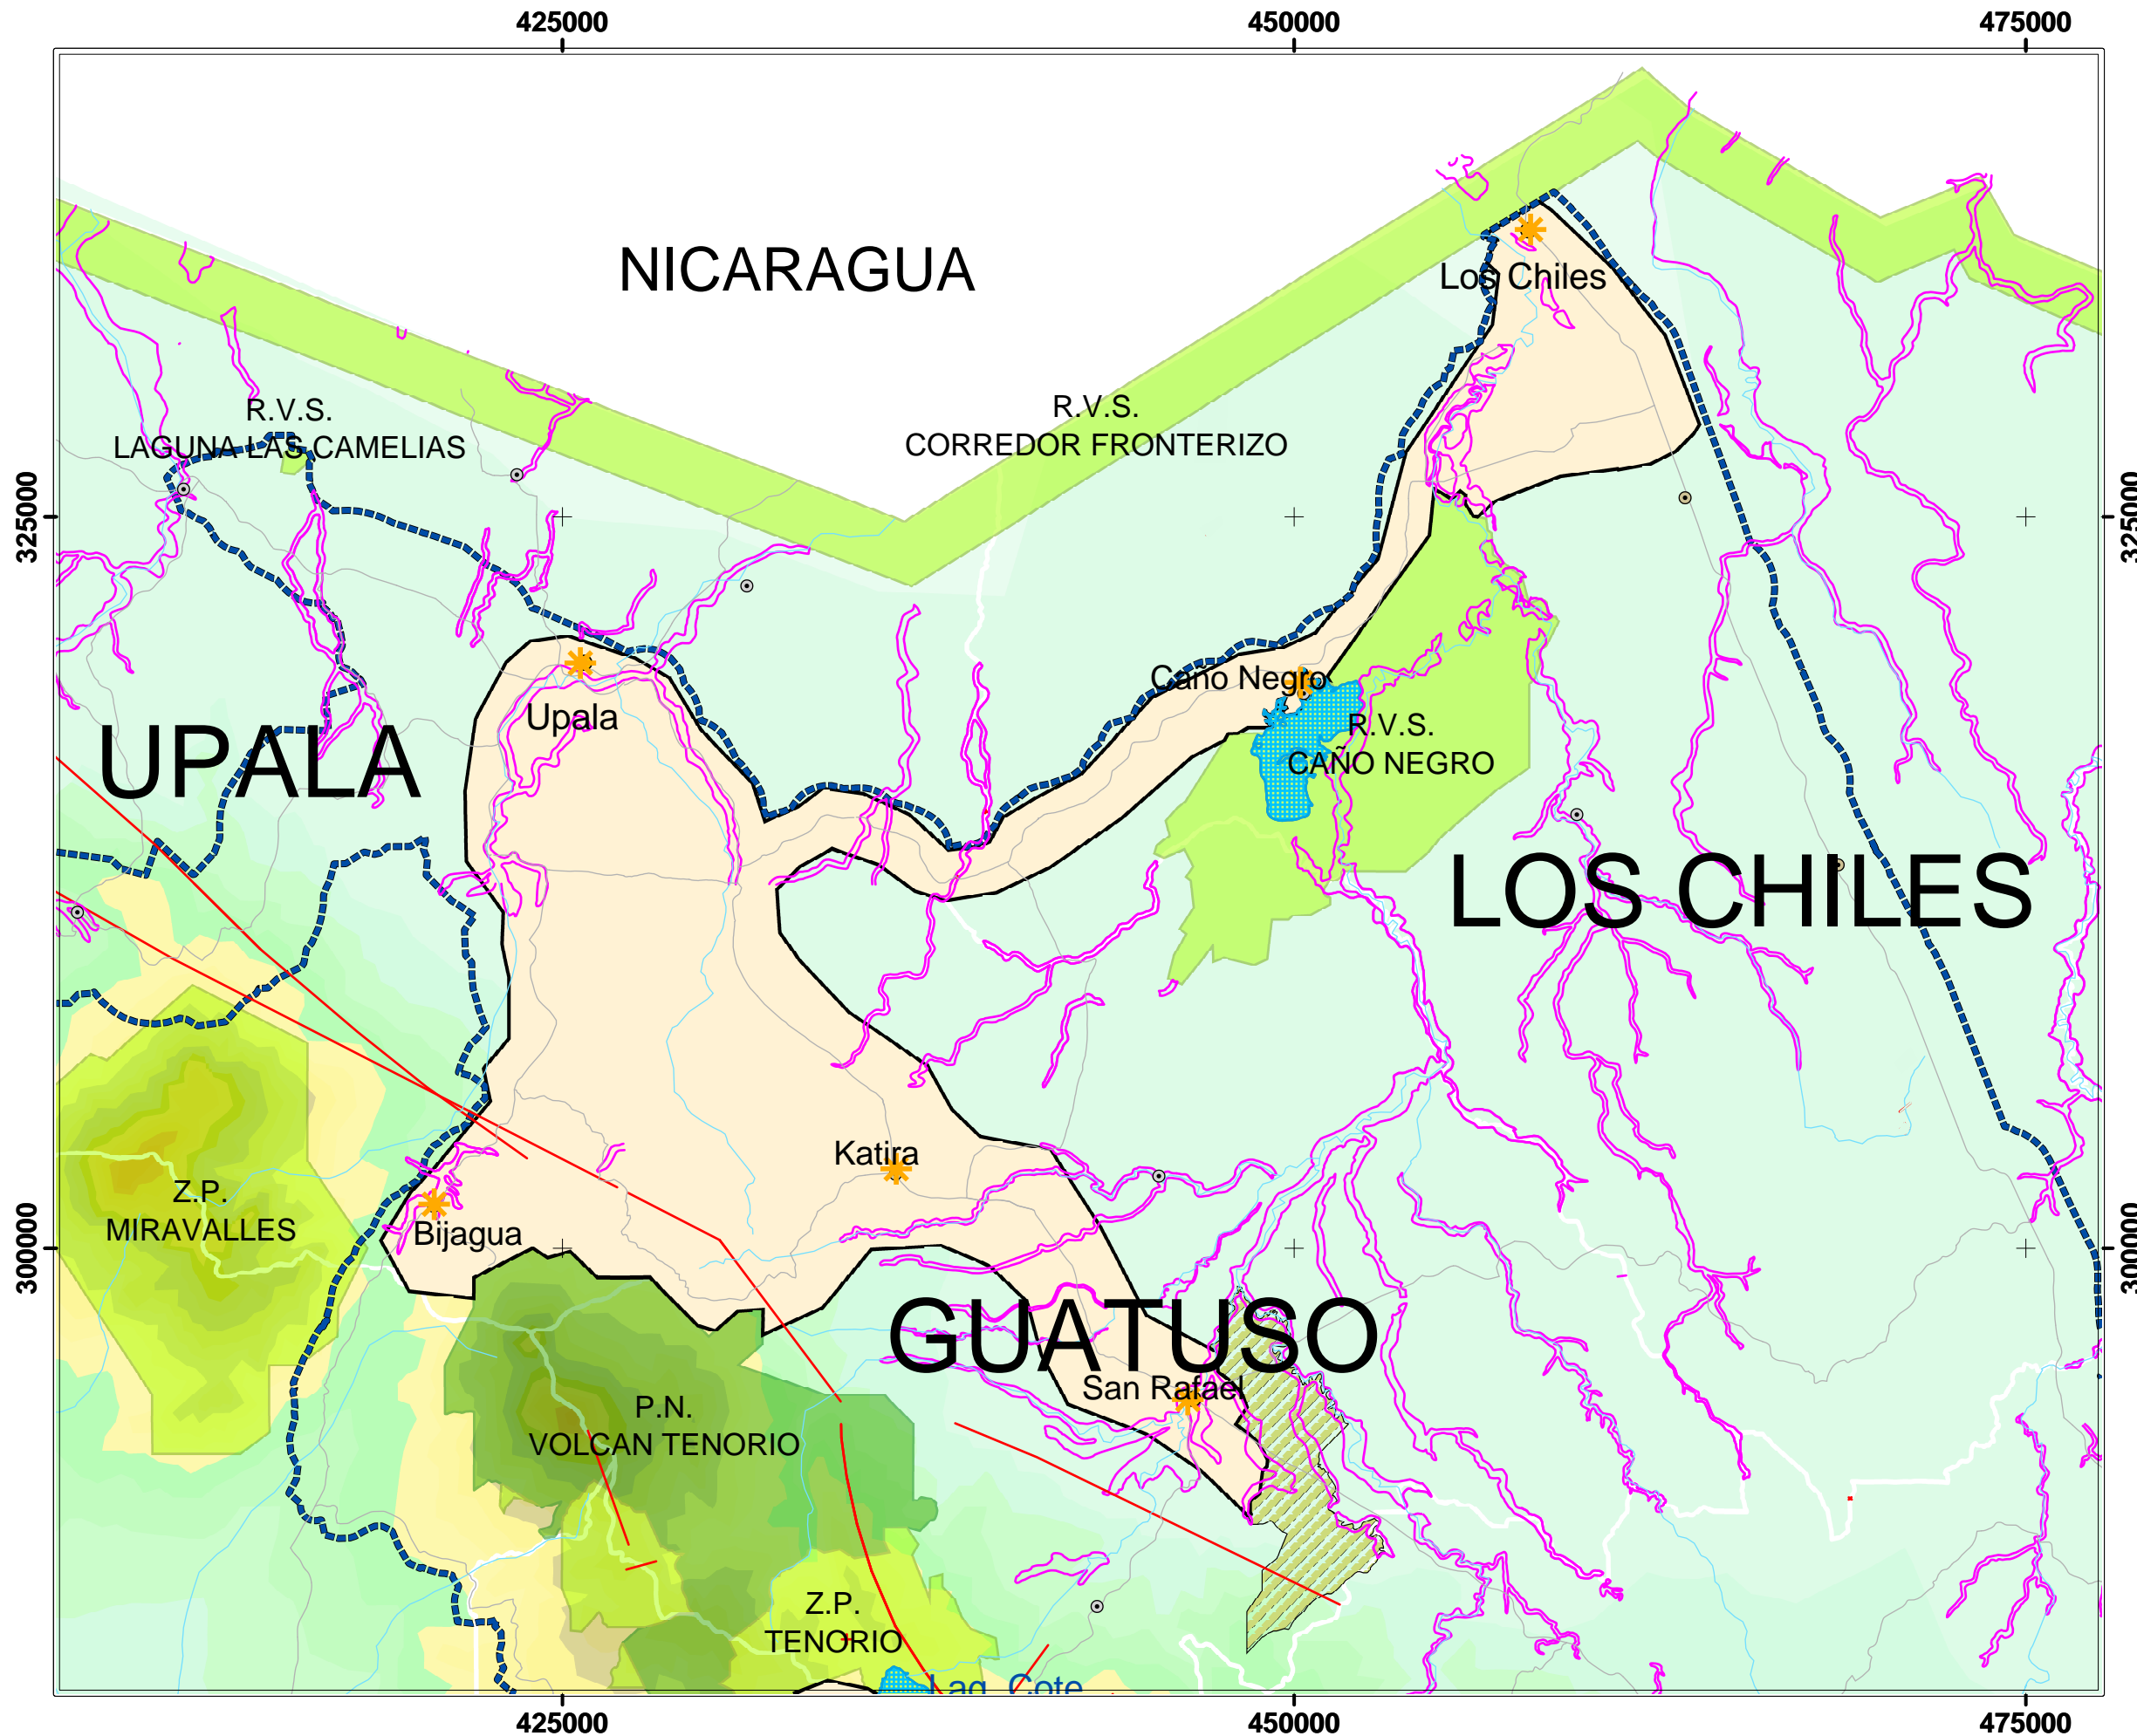 425000
450000
475000
NICARAGUA
Los Chiles
R.V.S.
LAGUNA LAS CAMELIAS
R.V.S.
CORREDOR FRONTERIZO
325000
325000
Caño Negro
Upala
R.V.S.
CAÑO NEGRO
UPALA
LOS CHILES
Katira
Z.P.
MIRAVALLES
Bijagua
300000
300000
GUATUSO
San Rafael
P.N.
VOLCAN TENORIO
Z.P.
TENORIO
Lag. Cote
425000
450000
475000